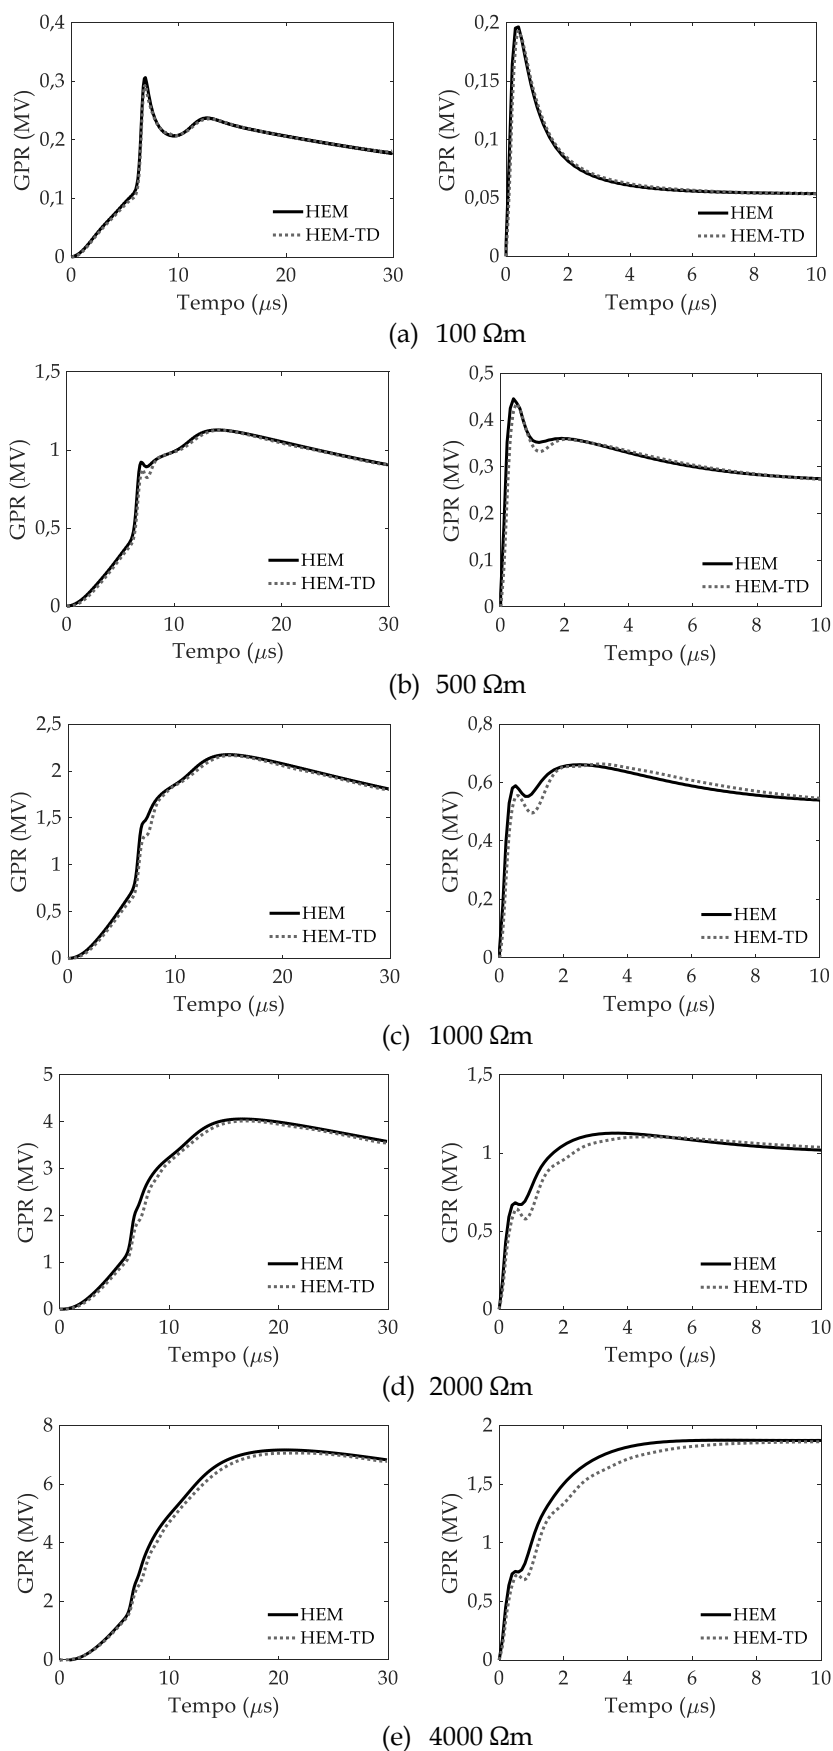 0,4
0,3
0,2
0,1
0
GPR (MV)
HEM
HEM-TD
0 10 20 30
Tempo (μs)
0,2
0,15
0,1
0,05
0
GPR (MV)
HEM
HEM-TD
0 2 4 6 8 10
Tempo (μs)
(a) 100 Ωm
1,5
1
0,5
0
GPR (MV)
HEM
HEM-TD
0 10 20 30
Tempo (μs)
0,5
0,4
0,3
0,2
0,1
0
GPR (MV)
HEM
HEM-TD
0 2 4 6 8 10
Tempo (μs)
(b) 500 Ωm
2,5
2
1,5
1
0,5
0
GPR (MV)
HEM
HEM-TD
0 10 20 30
Tempo (μs)
0,8
0,6
0,4
0,2
0
GPR (MV)
HEM
HEM-TD
0 2 4 6 8 10
Tempo (μs)
(c) 1000 Ωm
5
4
3
2
1
0
GPR (MV)
HEM
HEM-TD
0 10 20 30
Tempo (μs)
1,5
1
0,5
0
GPR (MV)
HEM
HEM-TD
0 2 4 6 8 10
Tempo (μs)
(d) 2000 Ωm
8
6
4
2
0
GPR (MV)
HEM
HEM-TD
0 10 20 30
Tempo (μs)
2
1,5
1
0,5
0
GPR (MV)
HEM
HEM-TD
0 2 4 6 8 10
Tempo (μs)
(e) 4000 Ωm